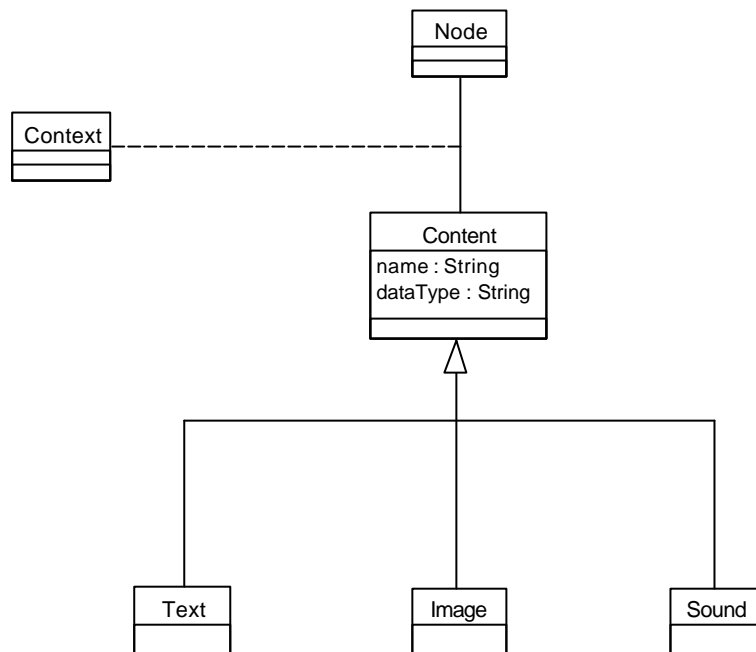 Node
Context
Content
name : String
dataType : String
Text
Image
Sound